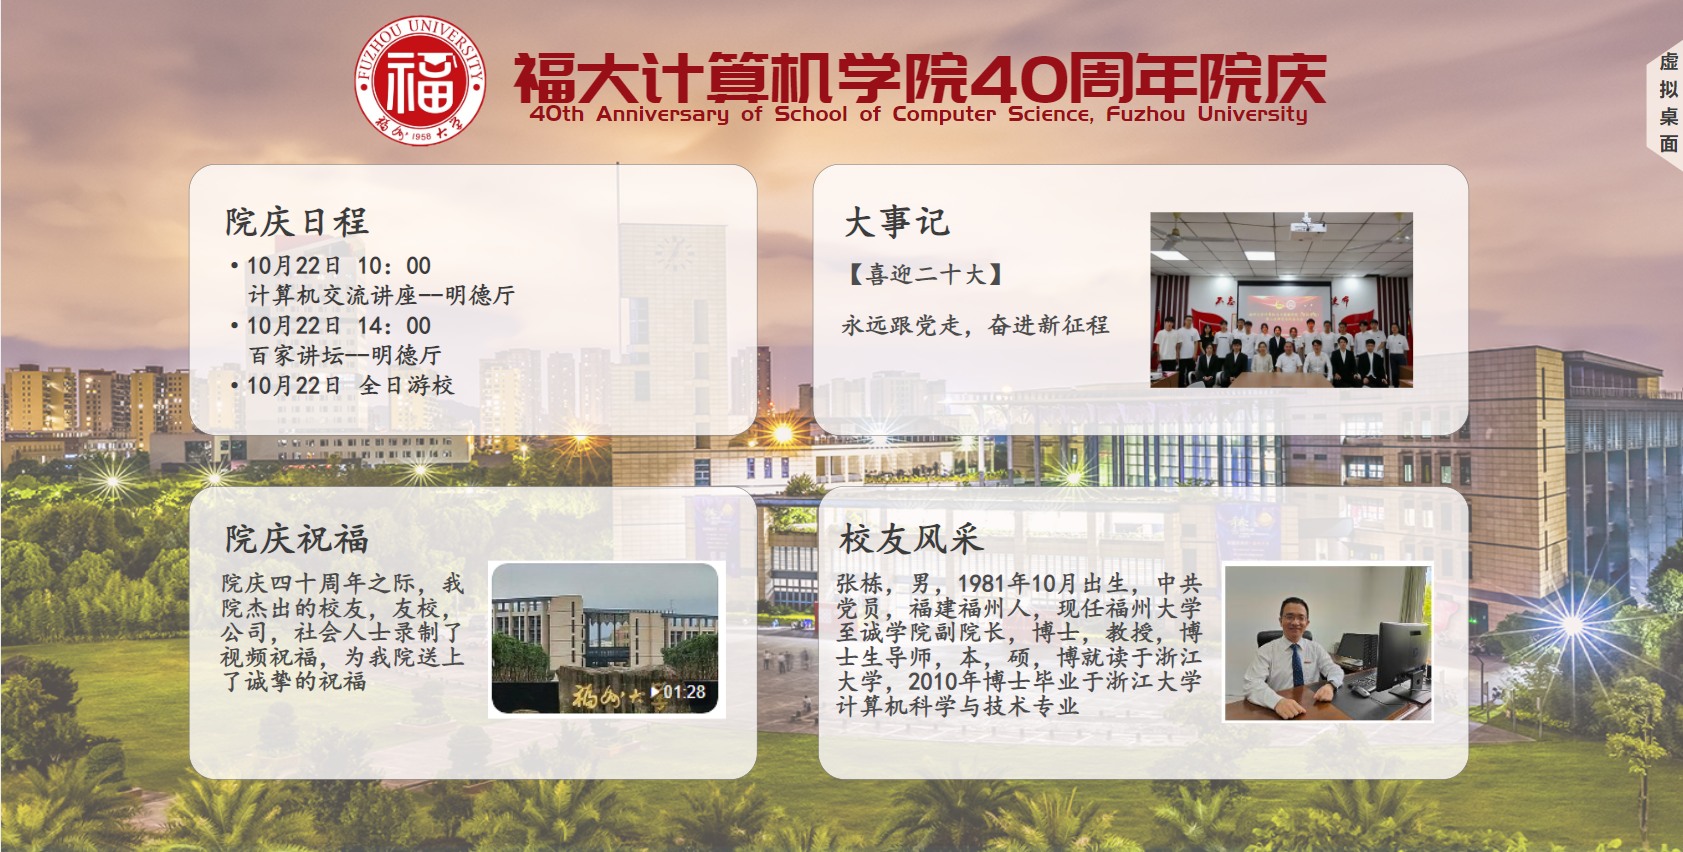 FUZHOU UNIVERSITY
福
福州大学
1958
福大计算机学院40周年院庆
40th Anniversary of School of Computer Science, Fuzhou University
虚
拟
桌
面
院庆日程
•10月22日 10：00
计算机交流讲座--明德厅
•10月22日 14：00
百家讲坛--明德厅
•10月22日 全日游校
大事记
【喜迎二十大】
永远跟党走，奋进新征程
院庆祝福
院庆四十周年之际，我
院杰出的校友，友校，
公司，社会人士录制了
视频祝福，为我院送上
了诚挚的祝福
福州大学
01:28
校友风采
张栋，男，1981年10月出生，中共
党员，福建福州人，现任福州大学
至诚学院副院长，博士，教授，博
士生导师，本，硕，博就读于浙江
大学，2010年博士毕业于浙江大学
计算机科学与技术专业